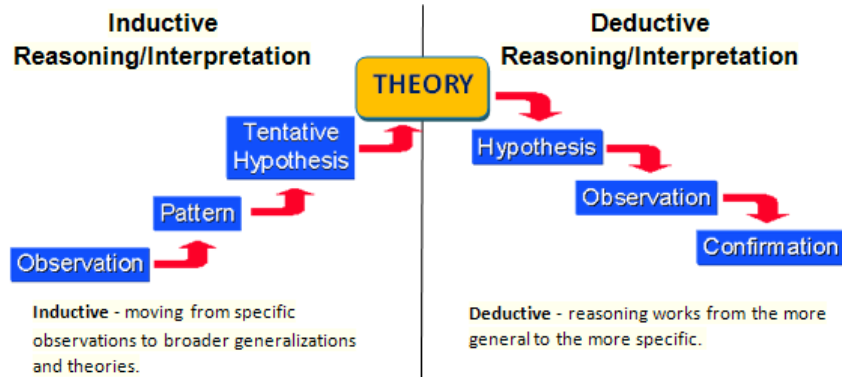 Inductive
Reasoning/Interpretation
Deductive
Reasoning/Interpretation
THEORY
Tentative
Hypothesis
Pattern
Observation
Hypothesis
Observation
Confirmation
Inductive - moving from specific
observations to broader generalizations
and theories.
Deductive - reasoning works from the more
general to the more specific.